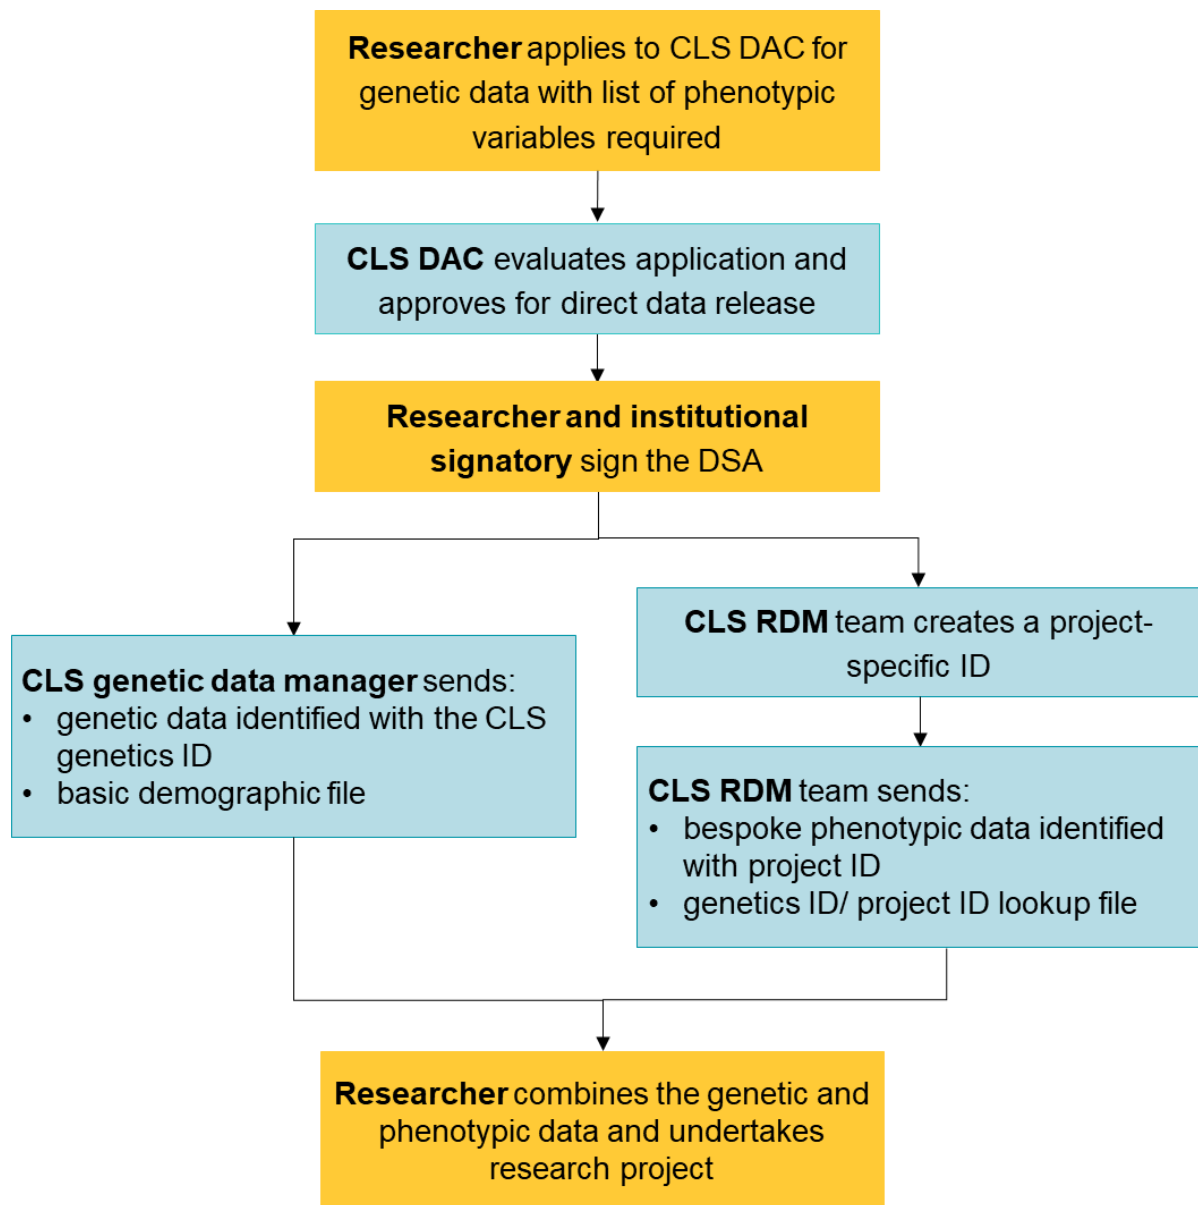 Researcher applies to CLS DAC for
genetic data with list of phenotypic
variables required
CLS DAC evaluates application and
approves for direct data release
Researcher and institutional
signatory sign the DSA
CLS genetic data manager sends:
• genetic data identified with the CLS
genetics ID
• basic demographic file
CLS RDM team creates a project-
specific ID
CLS RDM team sends:
• bespoke phenotypic data identified
with project ID
• genetics ID/ project ID lookup file
Researcher combines the genetic and
phenotypic data and undertakes
research project